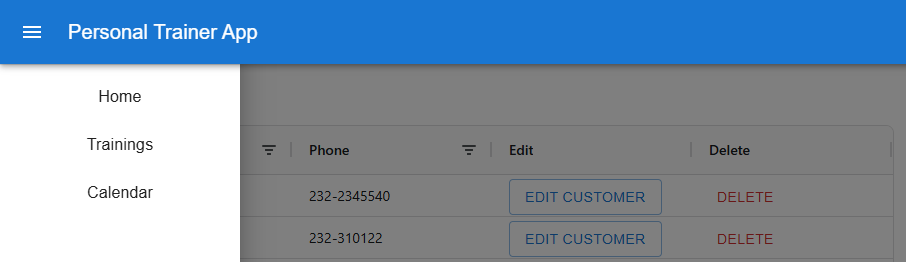 Personal Trainer App
Home
Trainings
Calendar
Phone Edit Delete
232-2345540 EDIT CUSTOMER DELETE
232-310122 EDIT CUSTOMER DELETE